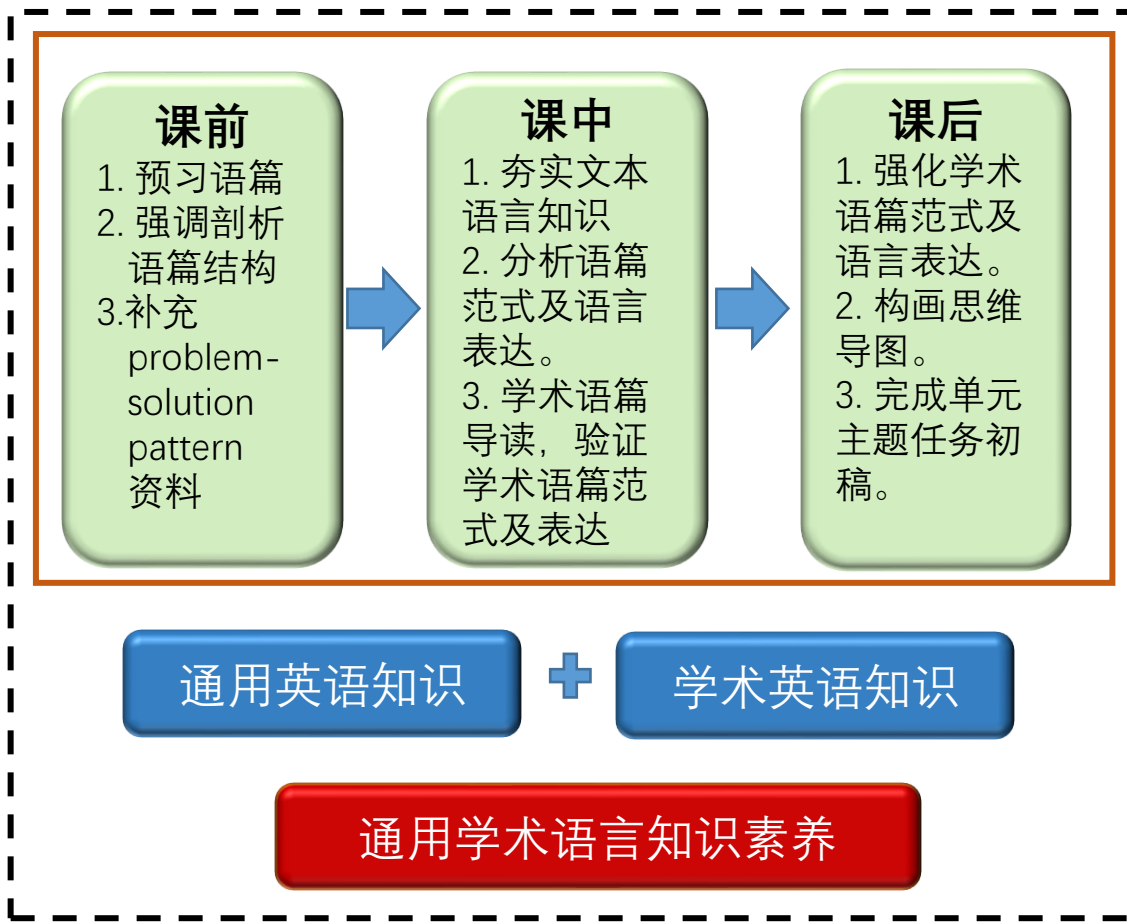 课前
1. 预习语篇
2. 强调剖析
语篇结构
3.补充
problem-
solution
pattern
资料
课中
1. 夯实文本
语言知识
2. 分析语篇
范式及语言
表达。
3. 学术语篇
导读，验证
学术语篇范
式及表达
课后
1. 强化学术
语篇范式及
语言表达。
2. 构画思维
导图。
3. 完成单元
主题任务初
稿。
通用英语知识
学术英语知识
通用学术语言知识素养